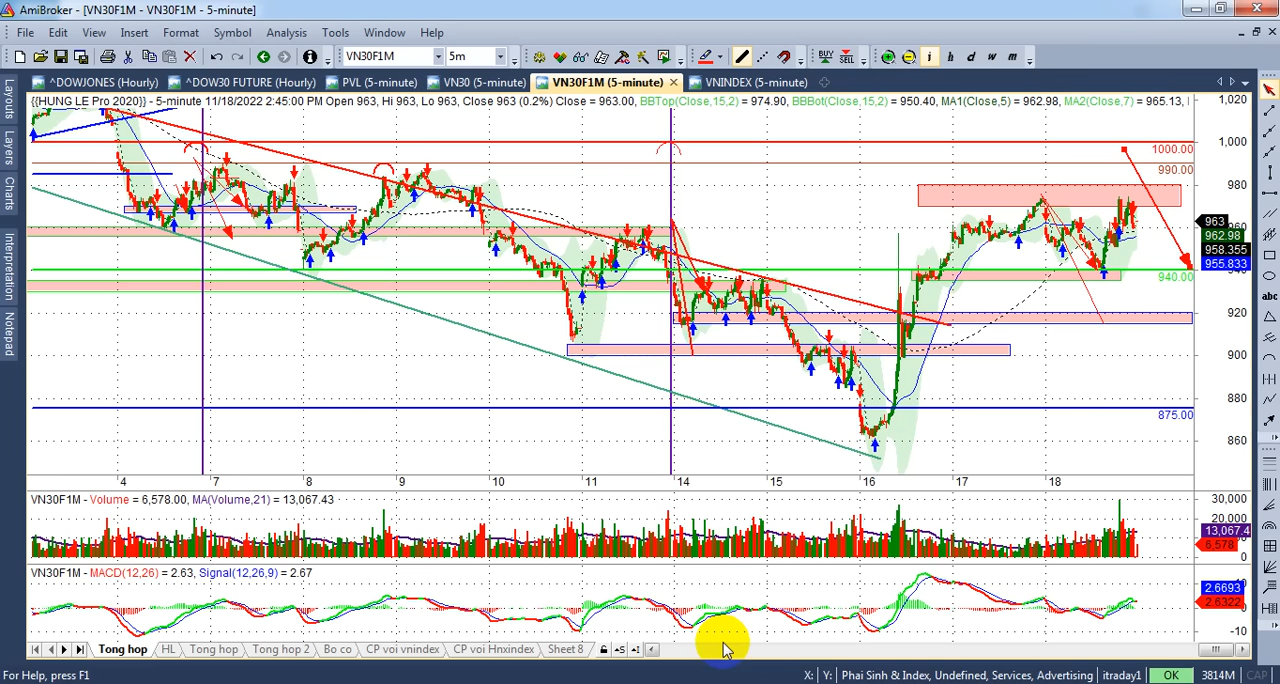 AmiBroker - [VN30F1M - VN30F1M - 5-minute]
File Edit View Insert Format Symbol Analysis Tools Window Help
VN30F1M 5m BUY SELL i h d w m
^DOWJONES (Hourly) ^DOW30 FUTURE (Hourly) PVL (5-minute) VN30 (5-minute) VN30F1M (5-minute) VNINDEX (5-minute)
{{HUNG LE Pro 2020}} - 5-minute 11/18/2022 2:45:00 PM Open 963, Hi 963, Lo 963, Close 963 (0.2%) Close = 963.00, BBTop(Close,15,2) = 974.90, BBBot(Close,15,2) = 950.40, MA1(Close,5) = 962.98, MA2(Close,7) = 965.13,
Layouts
Layers
Charts
Interpretation
Notepad
1,020
1,000
1000.00
990.00
980
963
962.98
958.355
955.833
940.00
920
900
880
875.00
860
4 7 8 9 10 11 14 15 16 17 18
VN30F1M - Volume = 6,578.00, MA(Volume,21) = 13,067.43
30,000
20,000
13,067.4
6,578
0
VN30F1M - MACD(12,26) = 2.63, Signal(12,26,9) = 2.67
2.6693
2.6322
-10
Tong hop HL Tong hop Tong hop 2 Bo co CP voi vnindex CP voi Hnxindex Sheet 8
abc
For Help, press F1 X: Y: Phai Sinh & Index, Undefined, Services, Advertising itraday1 OK 3814M CAP